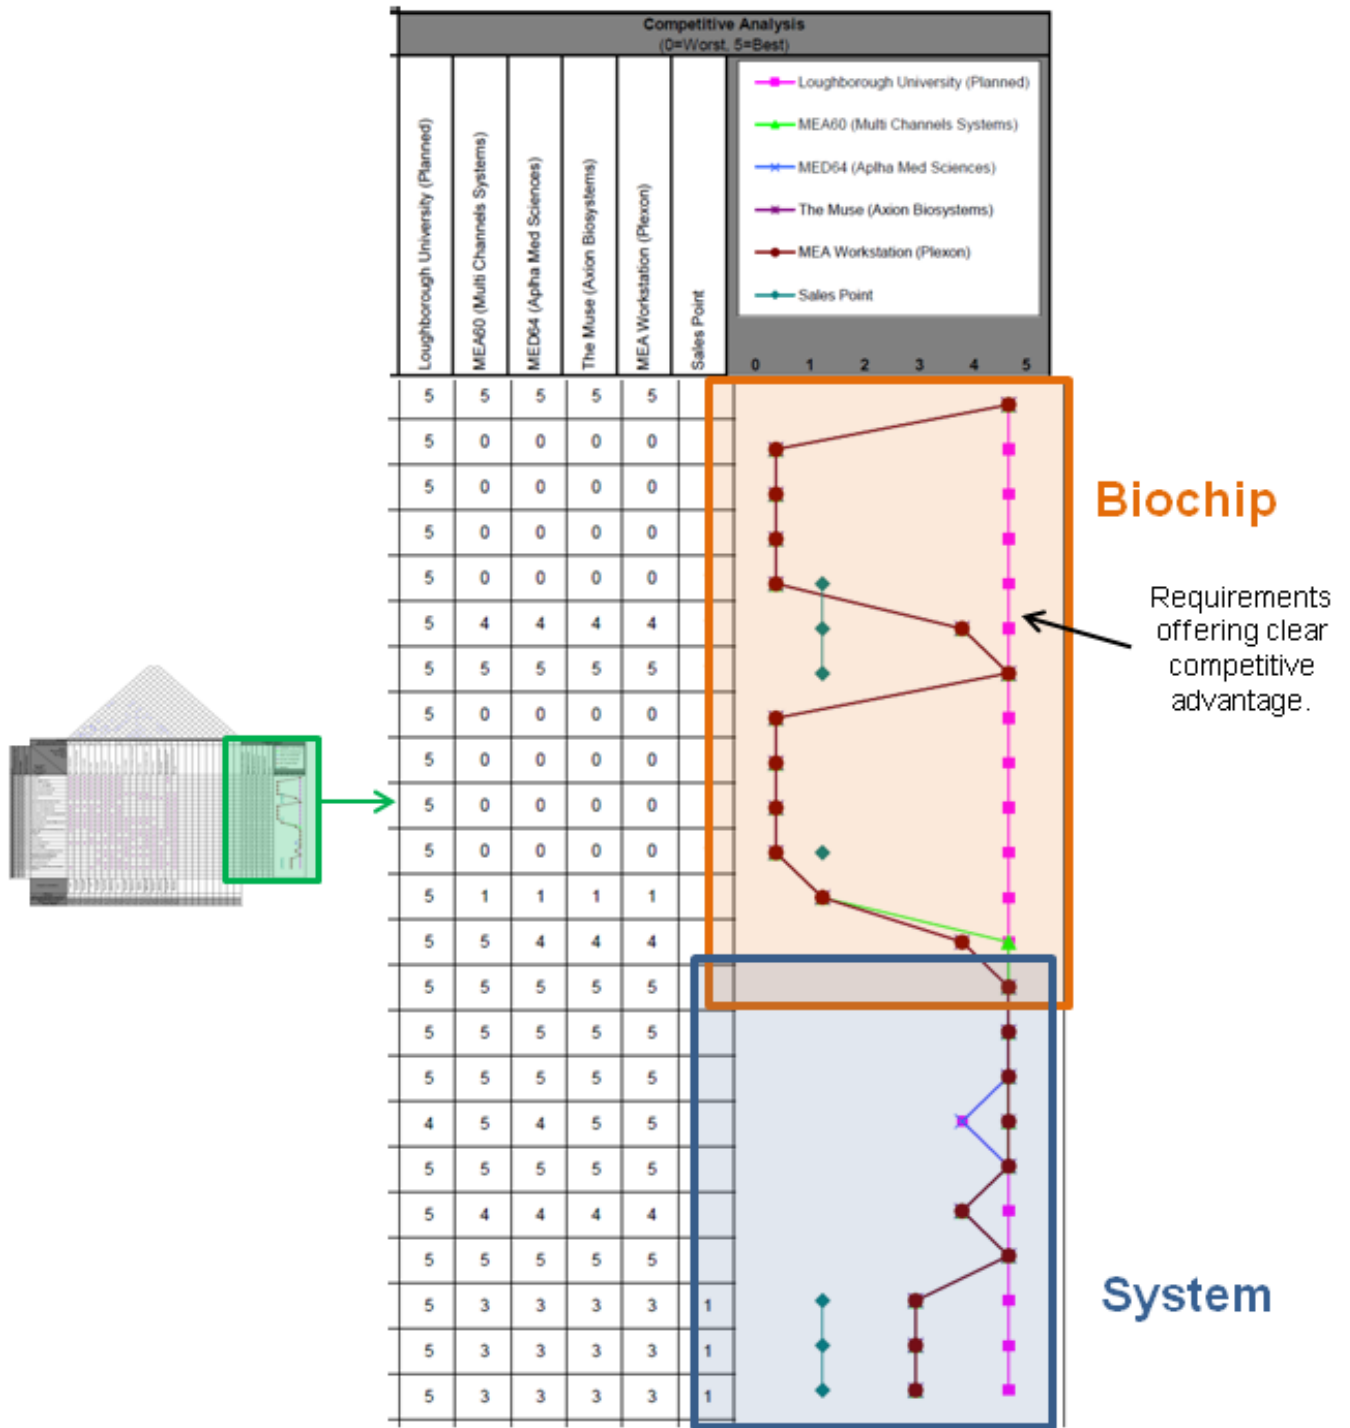 Competitive Analysis
(0=Worst, 5=Best)
Loughborough University (Planned)
MEA60 (Multi Channels Systems)
MED64 (Aplha Med Sciences)
The Muse (Axion Biosystems)
MEA Workstation (Plexon)
Sales Point
Loughborough University (Planned)
MEA60 (Multi Channels Systems)
MED64 (Aplha Med Sciences)
The Muse (Axion Biosystems)
MEA Workstation (Plexon)
Sales Point
0 1 2 3 4 5
5 5 5 5 5
5 0 0 0 0
5 0 0 0 0
5 0 0 0 0
5 0 0 0 0
5 4 4 4 4
5 5 5 5 5
5 0 0 0 0
5 0 0 0 0
5 0 0 0 0
5 0 0 0 0
5 1 1 1 1
5 5 4 4 4
5 5 5 5 5
5 5 5 5 5
5 5 5 5 5
4 5 4 5 5
5 5 5 5 5
5 4 4 4 4
5 5 5 5 5
5 3 3 3 3 1
5 3 3 3 3 1
5 3 3 3 3 1
Biochip
Requirements
offering clear
competitive
advantage.
System